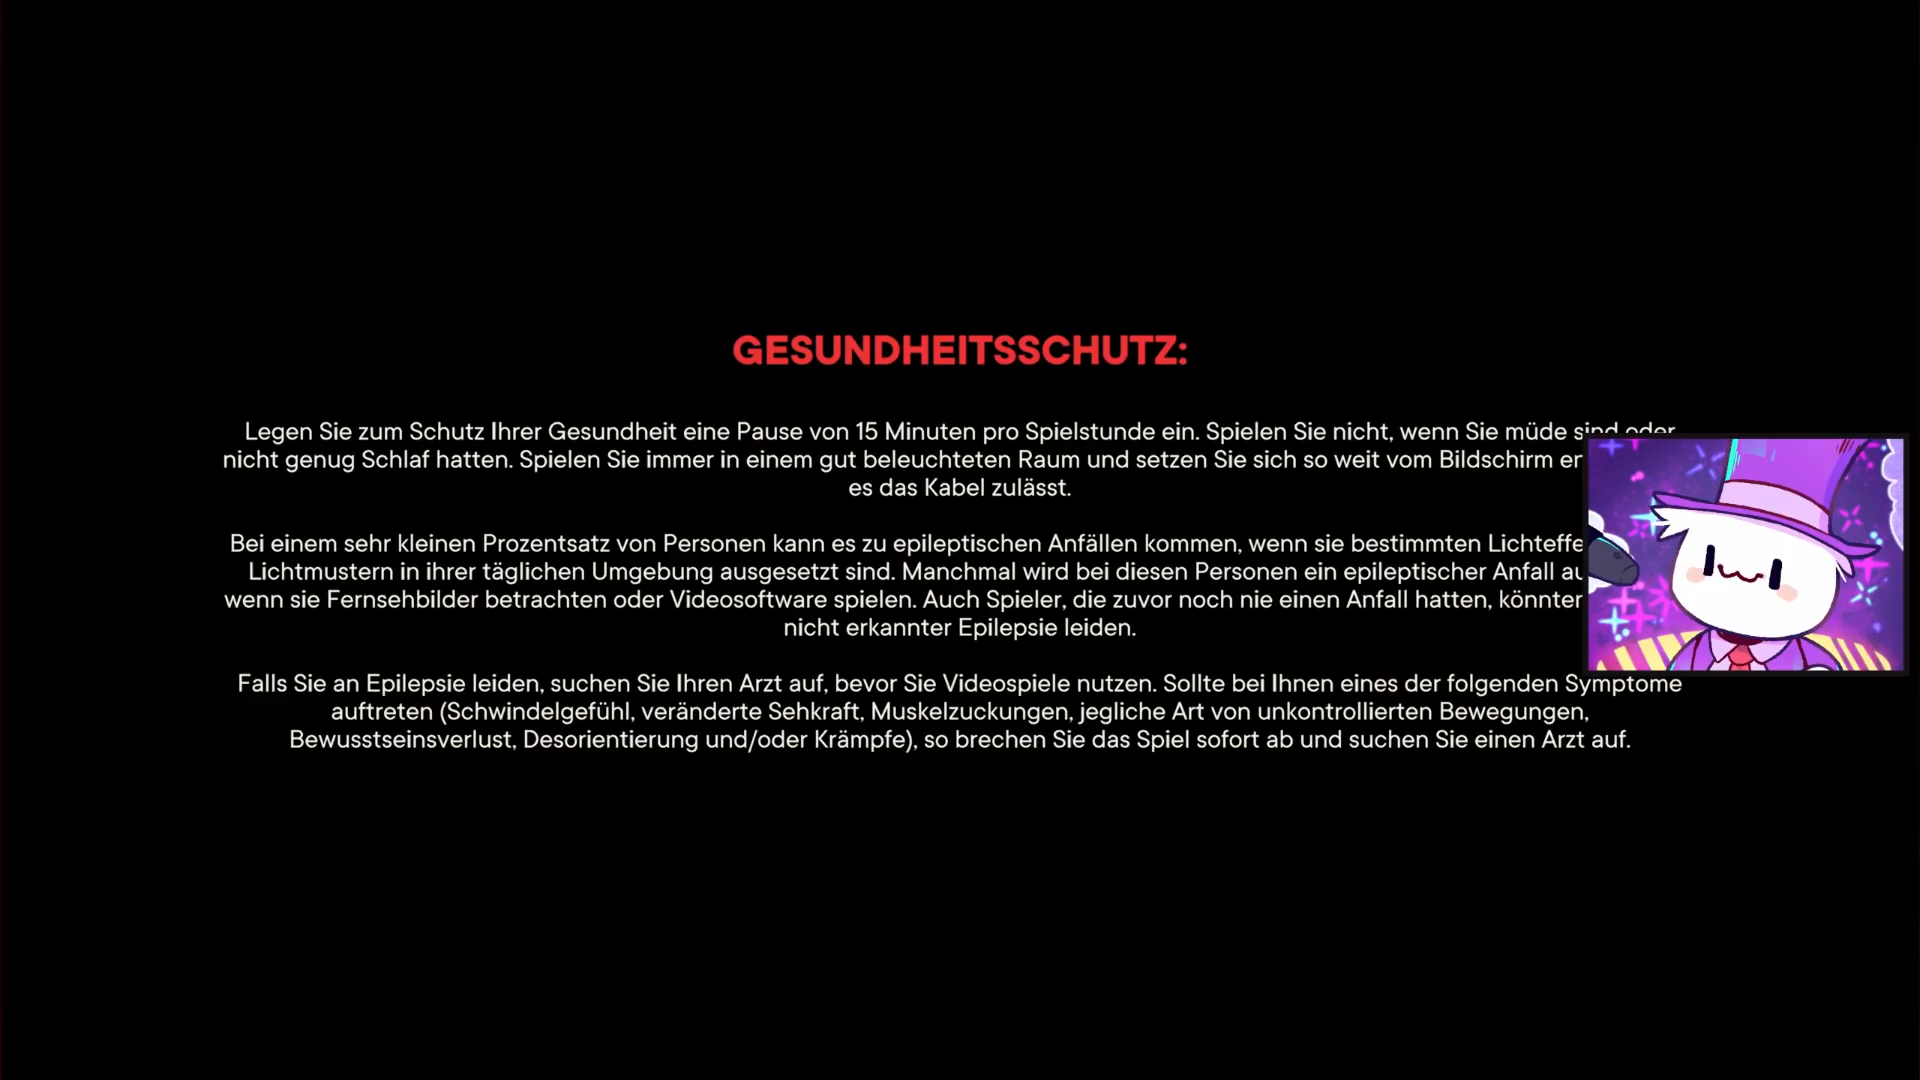 GESUNDHEITSSCHUTZ:
Legen Sie zum Schutz Ihrer Gesundheit eine Pause von 15 Minuten pro Spielstunde ein. Spielen Sie nicht, wenn Sie müde sind oder
nicht genug Schlaf hatten. Spielen Sie immer in einem gut beleuchteten Raum und setzen Sie sich so weit vom Bildschirm
es das Kabel zulässt.
Bei einem sehr kleinen Prozentsatz von Personen kann es zu epileptischen Anfällen kommen, wenn sie bestimmten
Lichtmustern in ihrer täglichen Umgebung ausgesetzt sind. Manchmal wird bei diesen Personen ein epileptischer Anfall
wenn sie Fernsehbilder betrachten oder Videosoftware spielen. Auch Spieler, die zuvor noch nie einen Anfall hatten,
nicht erkannter Epilepsie leiden.
Falls Sie an Epilepsie leiden, suchen Sie Ihren Arzt auf, bevor Sie Videospiele nutzen. Sollte bei Ihnen eines der folgenden Symptome
auftreten (Schwindelgefühl, veränderte Sehkraft, Muskelzuckungen, jegliche Art von unkontrollierten Bewegungen,
Bewusstseinsverlust, Desorientierung und/oder Krämpfe), so brechen Sie das Spiel sofort ab und suchen Sie einen Arzt auf.